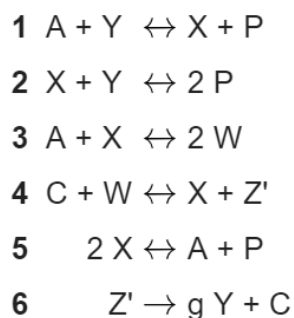 1 A + Y ↔ X + P
2 X + Y ↔ 2 P
3 A + X ↔ 2 W
4 C + W ↔ X + Z'
5 2 X ↔ A + P
6 Z' → g Y + C